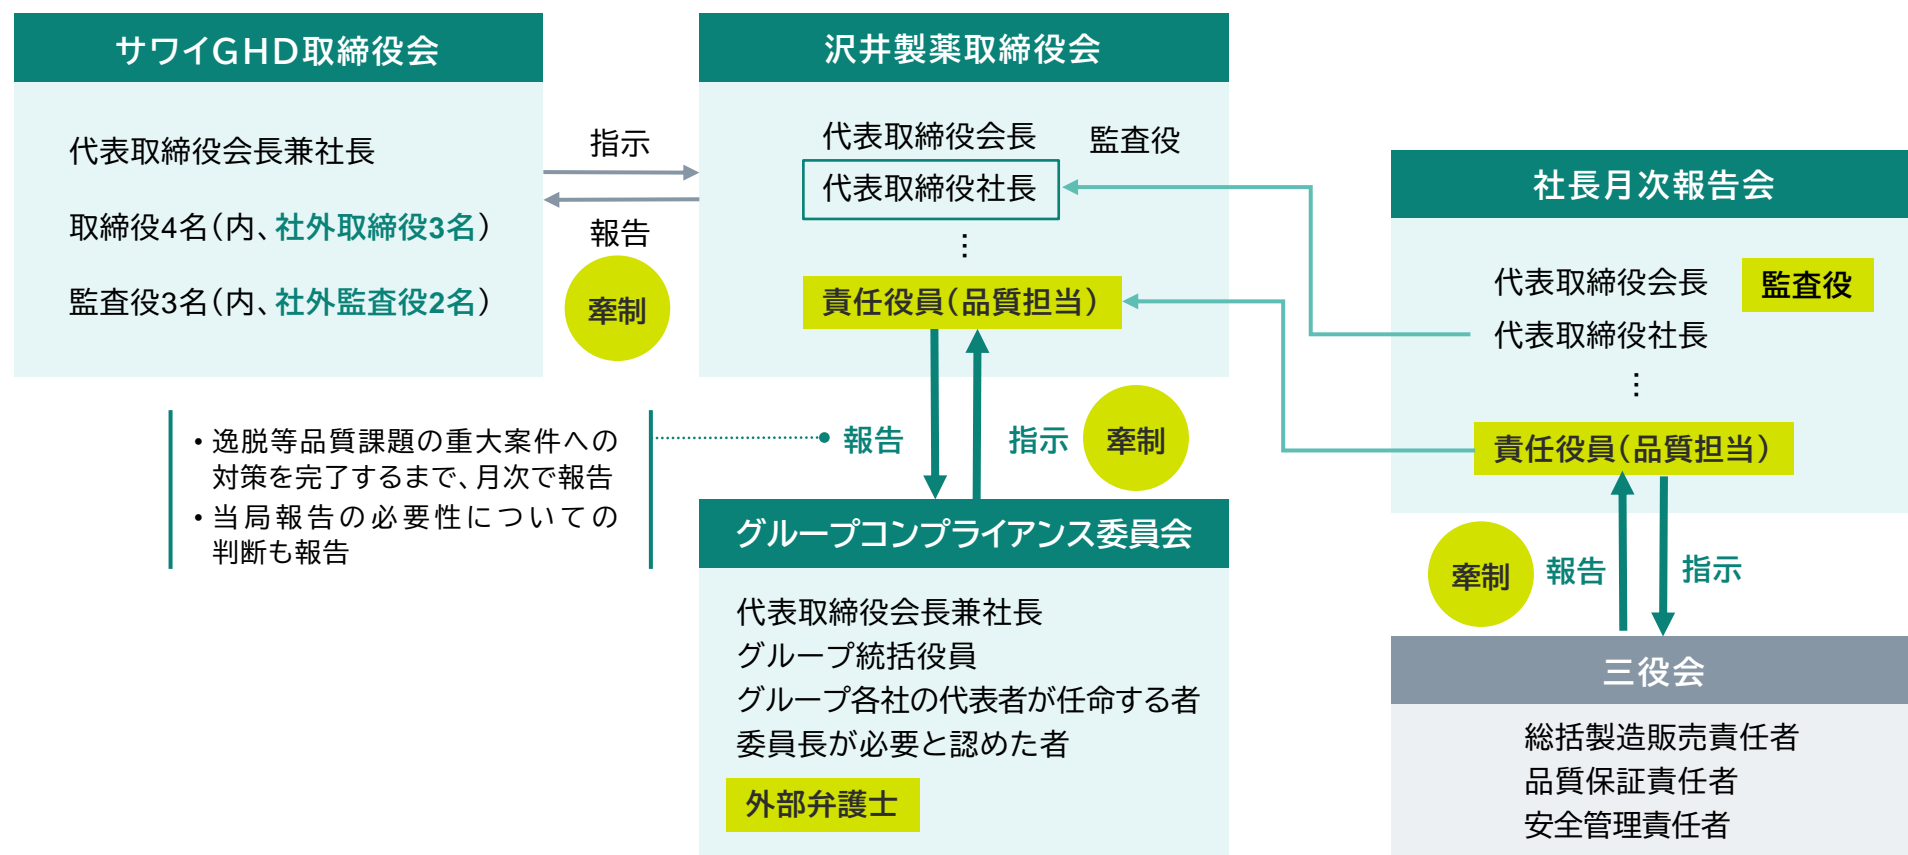 サワイGHD取締役会
代表取締役会長兼社長
取締役4名（内、社外取締役3名）
監査役3名（内、社外監査役2名）
指示
報告
牽制
沢井製薬取締役会
代表取締役会長
監査役
代表取締役社長
⋮
責任役員（品質担当）
・逸脱等品質課題の重大案件への
対策を完了するまで、月次で報告
・当局報告の必要性についての
判断も報告
報告
指示
牽制
グループコンプライアンス委員会
代表取締役会長兼社長
グループ統括役員
グループ各社の代表者が任命する者
委員長が必要と認めた者
外部弁護士
社長月次報告会
代表取締役会長
監査役
代表取締役社長
⋮
責任役員（品質担当）
牽制
報告
指示
三役会
総括製造販売責任者
品質保証責任者
安全管理責任者